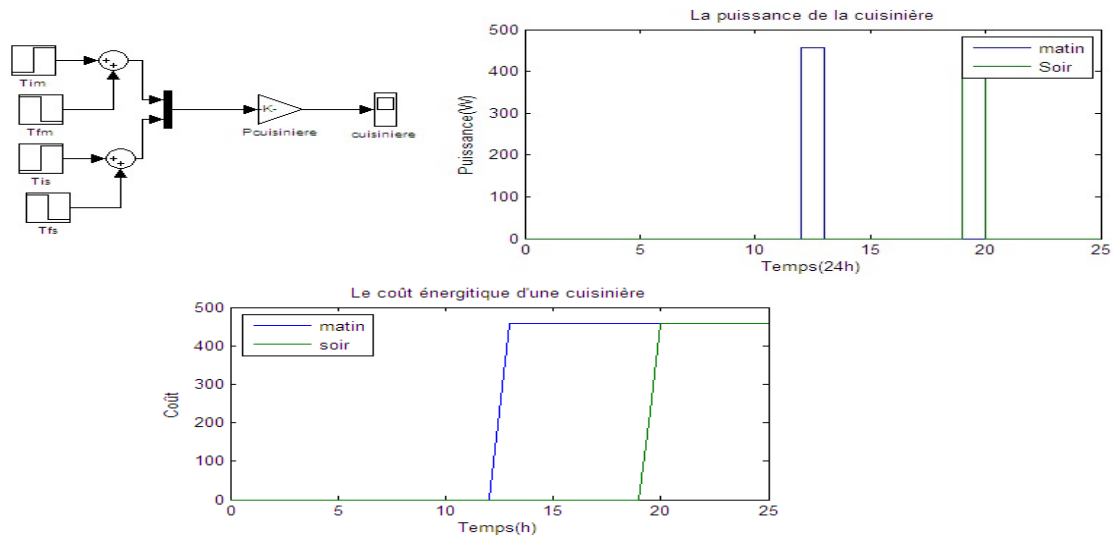 Tim
Tfm
Tis
Tfs
-K-
Pcuisiniere
cuisiniere
La puissance de la cuisinière
Puissance(W)
500
400
300
200
100
0
matin
Soir
0 5 10 15 20 25
Temps(24h)
Le coût énergitique d'une cuisinière
Coût
500
400
300
200
100
0
matin
soir
0 5 10 15 20 25
Temps(h)